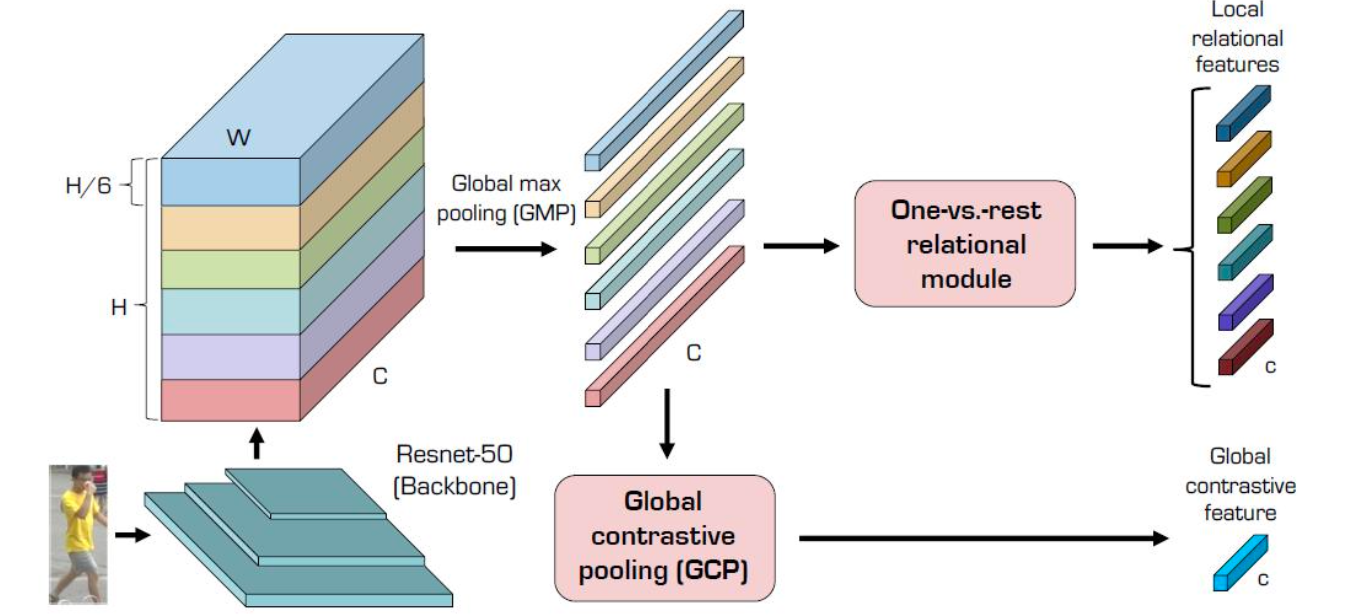 W
H/6
H
C
Global max
pooling (GMP)
C
One-vs.-rest
relational
module
Local
relational
features
c
Resnet-50
(Backbone)
Global
contrastive
pooling (GCP)
Global
contrastive
feature
c